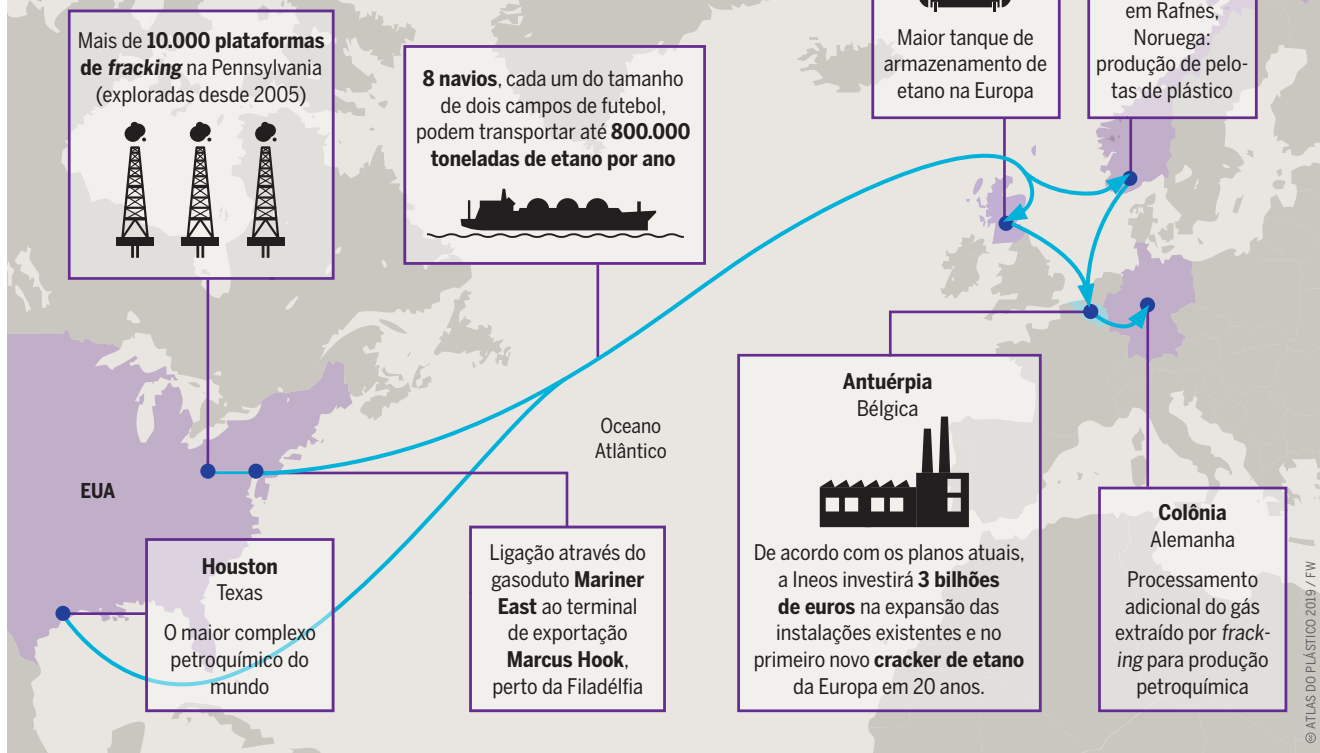 Mais de 10.000 plataformas
de fracking na Pennsylvania
(exploradas desde 2005)
8 navios, cada um do tamanho
de dois campos de futebol,
podem transportar até 800.000
toneladas de etano por ano
Maior tanque de
armazenamento de
etano na Europa
em Rafnes,
Noruega:
produção de pelo-
tas de plástico
Oceano
Atlântico
EUA
Houston
Texas
O maior complexo
petroquímico do
mundo
Ligação através do
gasoduto Mariner
East ao terminal
de exportação
Marcus Hook,
perto da Filadélfia
Antuérpia
Bélgica
De acordo com os planos atuais,
a Ineos investirá 3 bilhões
de euros na expansão das
instalações existentes e no
primeiro novo cracker de etano
da Europa em 20 anos.
Colônia
Alemanha
Processamento
adicional do gás
extraído por frack-
ing para produção
petroquímica
© ATLAS DO PLÁSTICO 2019 / FW